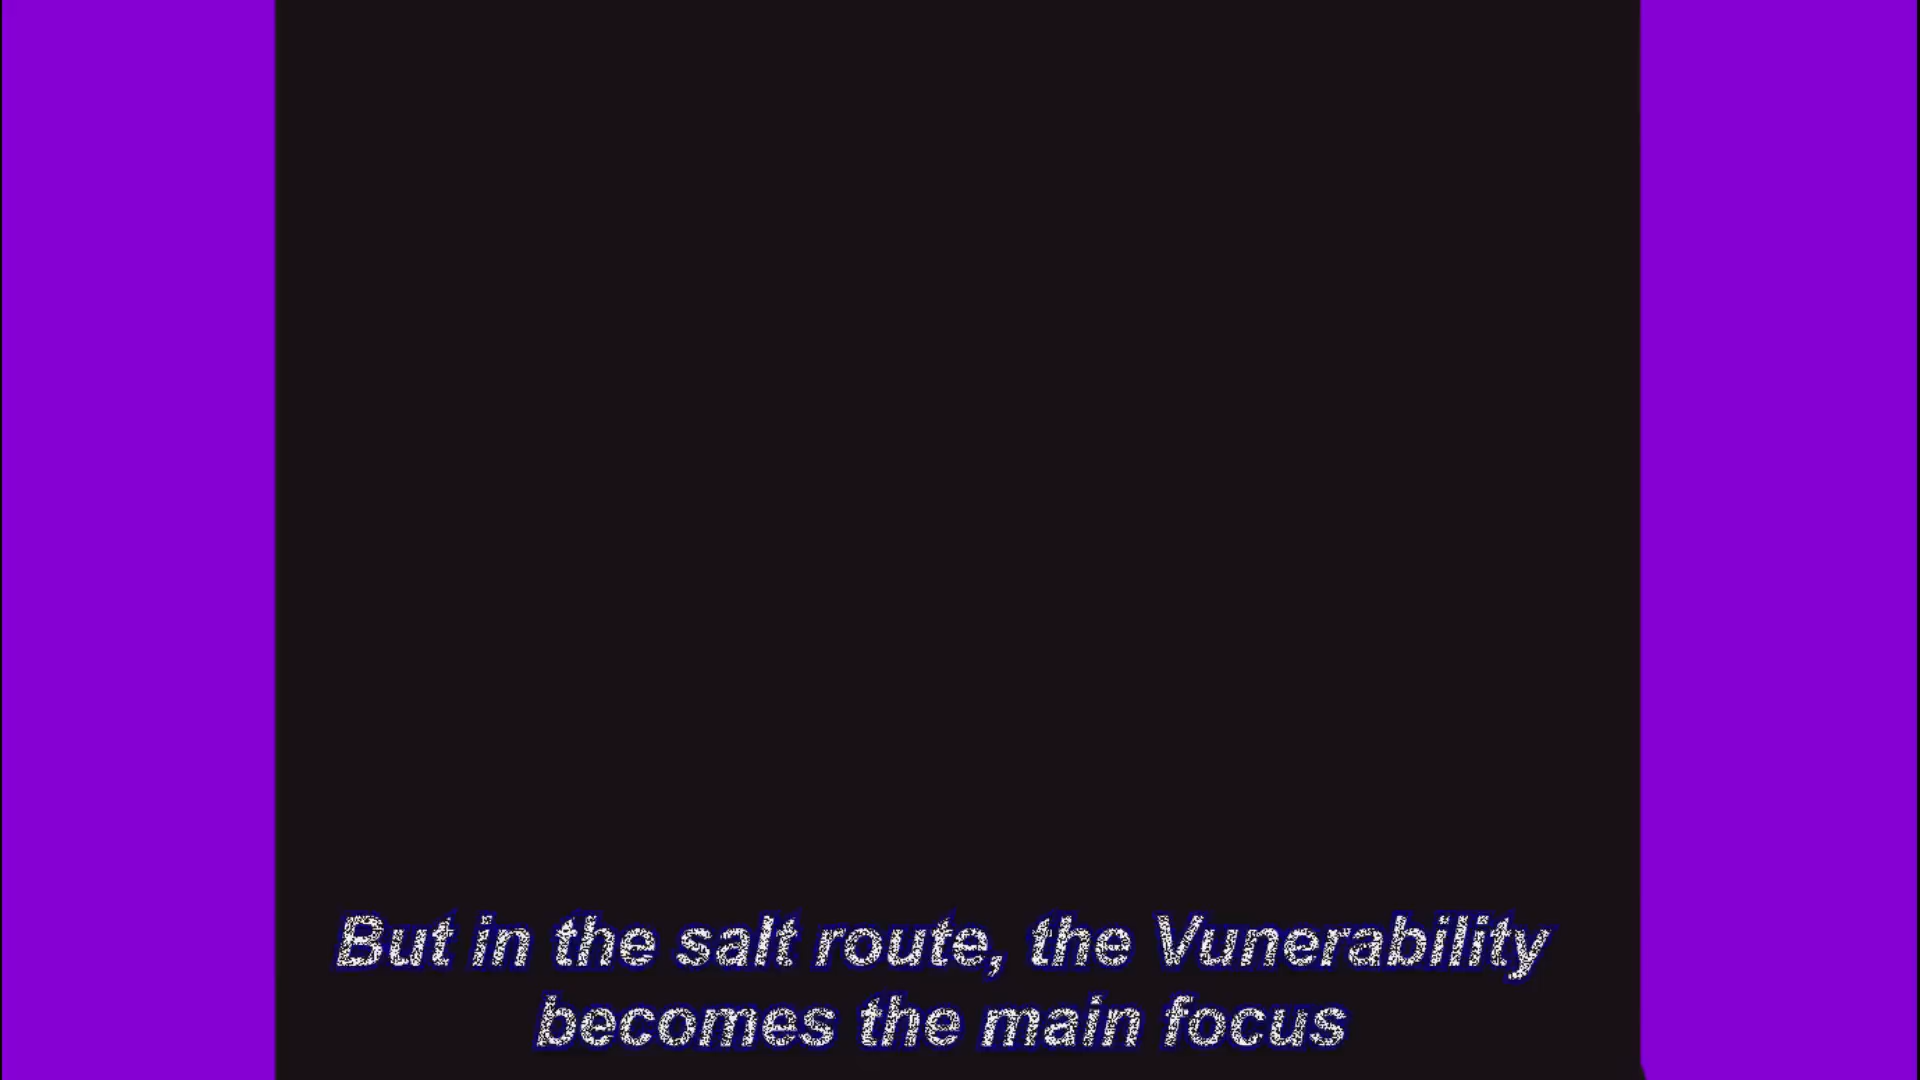 But in the salt route, the Vunerability
becomes the main focus